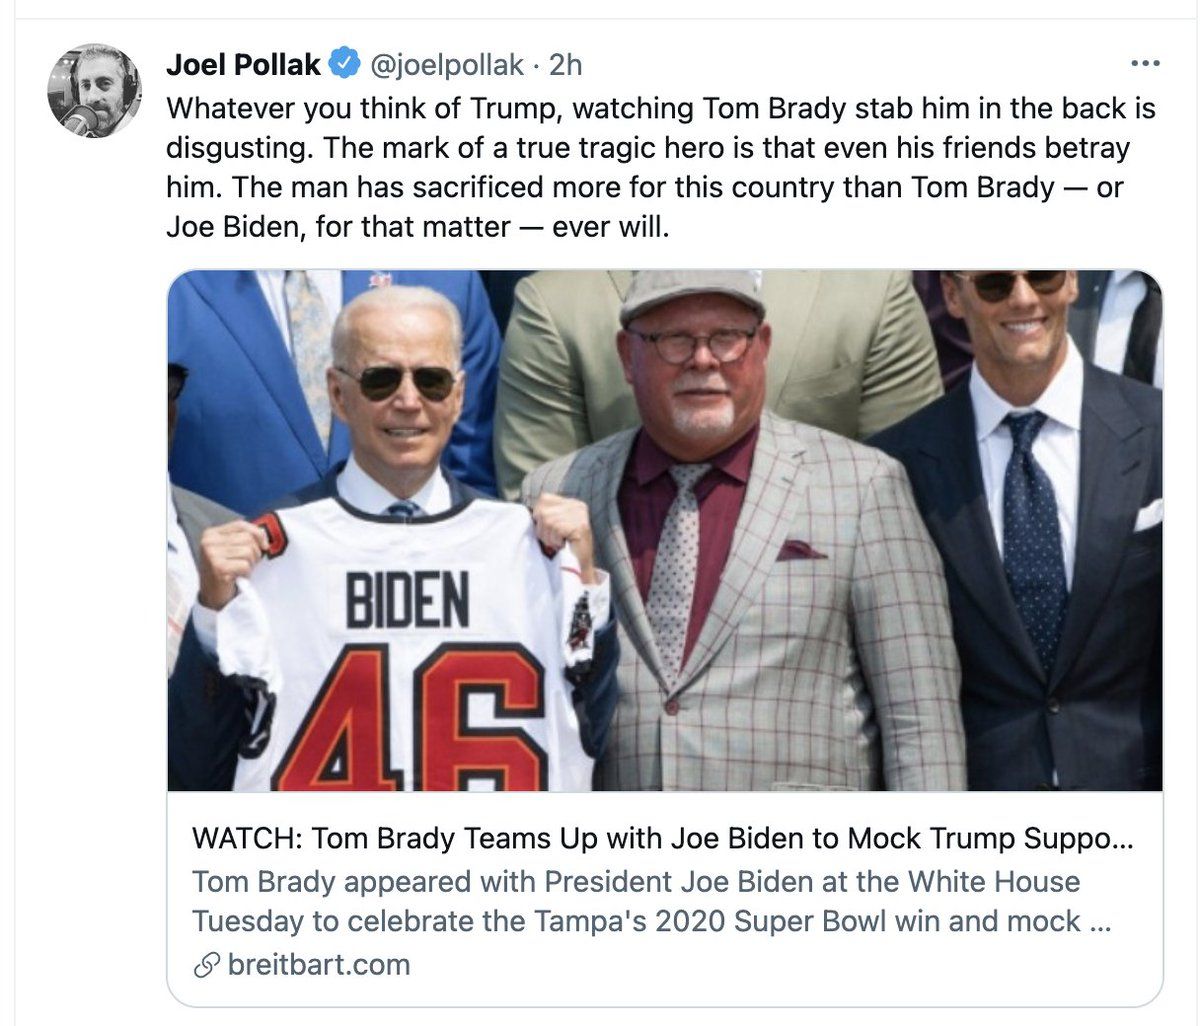 Joel Pollak @joelpollak · 2h
Whatever you think of Trump, watching Tom Brady stab him in the back is
disgusting. The mark of a true tragic hero is that even his friends betray
him. The man has sacrificed more for this country than Tom Brady — or
Joe Biden, for that matter — ever will.
BIDEN
46
WATCH: Tom Brady Teams Up with Joe Biden to Mock Trump Suppo...
Tom Brady appeared with President Joe Biden at the White House
Tuesday to celebrate the Tampa's 2020 Super Bowl win and mock ...
breitbart.com